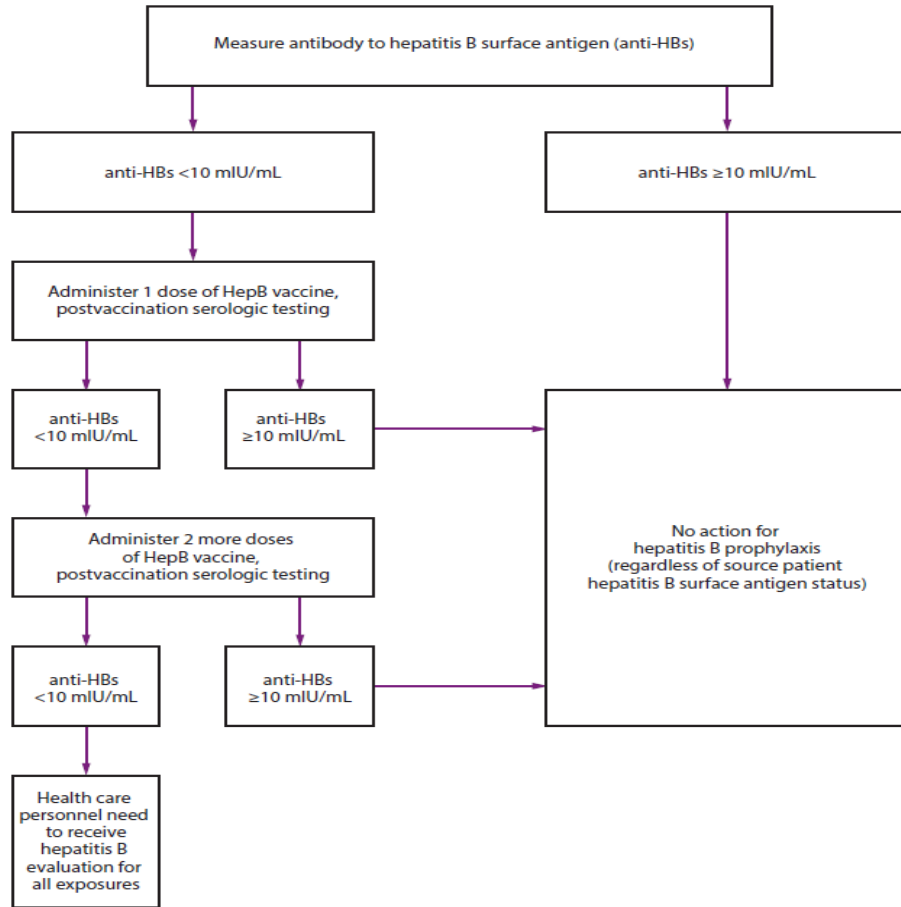 Measure antibody to hepatitis B surface antigen (anti-HBs)
anti-HBs <10 mIU/mL
anti-HBs ≥10 mIU/mL
Administer 1 dose of HepB vaccine,
postvaccination serologic testing
anti-HBs
<10 mIU/mL
anti-HBs
≥10 mIU/mL
No action for
hepatitis B prophylaxis
(regardless of source patient
hepatitis B surface antigen status)
Administer 2 more doses
of HepB vaccine,
postvaccination serologic testing
anti-HBs
<10 mIU/mL
anti-HBs
≥10 mIU/mL
Health care
personnel need
to receive
hepatitis B
evaluation for
all exposures